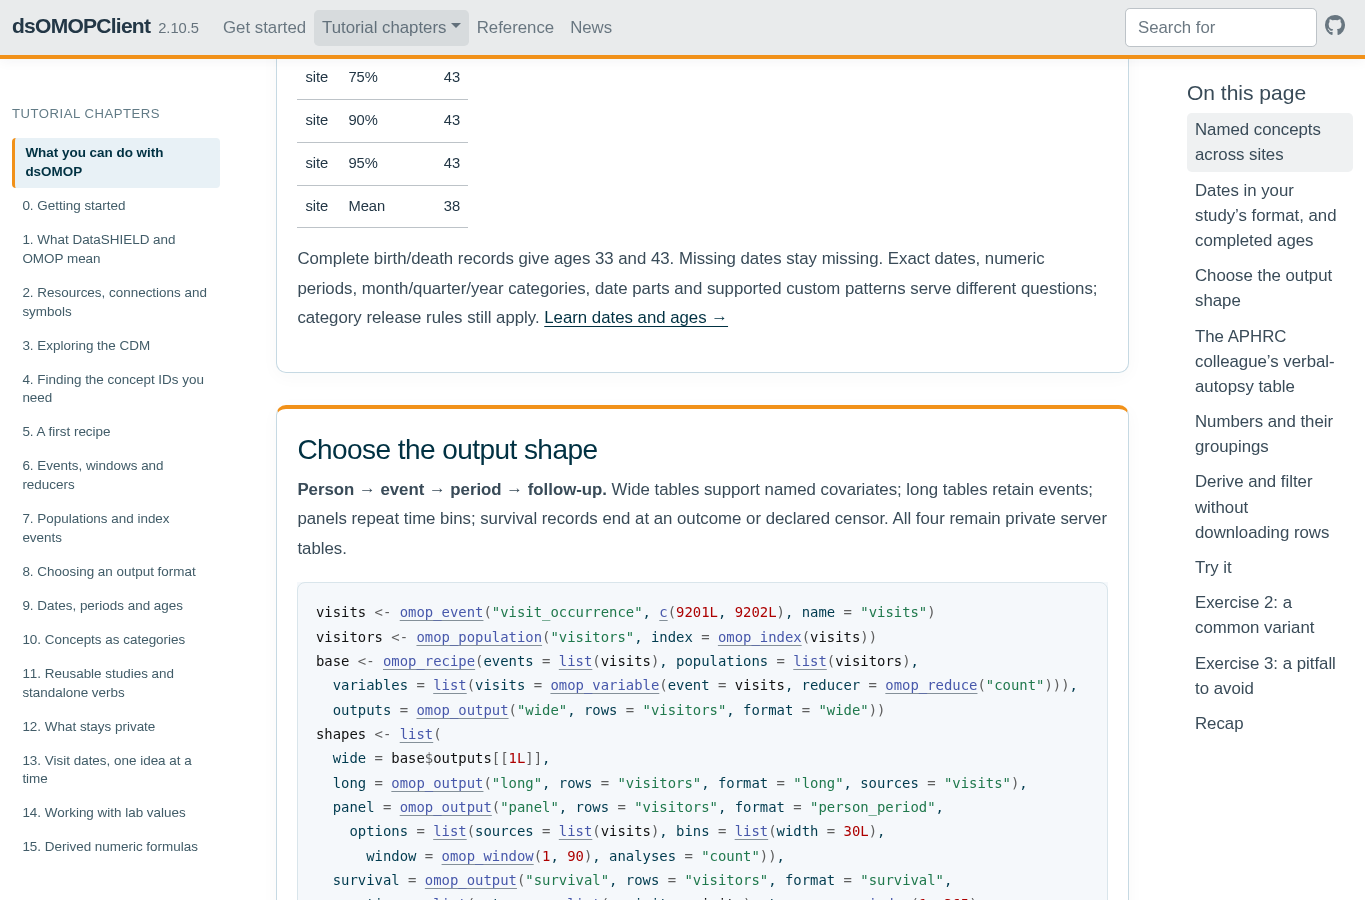 dsOMOPClient 2.10.5 Get started Tutorial chapters Reference News Search for
TUTORIAL CHAPTERS
What you can do with
dsOMOP
0. Getting started
1. What DataSHIELD and
OMOP mean
2. Resources, connections and
symbols
3. Exploring the CDM
4. Finding the concept IDs you
need
5. A first recipe
6. Events, windows and
reducers
7. Populations and index
events
8. Choosing an output format
9. Dates, periods and ages
10. Concepts as categories
11. Reusable studies and
standalone verbs
12. What stays private
13. Visit dates, one idea at a
time
14. Working with lab values
15. Derived numeric formulas
site 75% 43
site 90% 43
site 95% 43
site Mean 38
Complete birth/death records give ages 33 and 43. Missing dates stay missing. Exact dates, numeric
periods, month/quarter/year categories, date parts and supported custom patterns serve different questions;
category release rules still apply. Learn dates and ages →
Choose the output shape
Person → event → period → follow-up. Wide tables support named covariates; long tables retain events;
panels repeat time bins; survival records end at an outcome or declared censor. All four remain private server
tables.
visits <- omop_event("visit_occurrence", c(9201L, 9202L), name = "visits")
visitors <- omop_population("visitors", index = omop_index(visits))
base <- omop_recipe(events = list(visits), populations = list(visitors),
  variables = list(visits = omop_variable(event = visits, reducer = omop_reduce("count"))),
  outputs = omop_output("wide", rows = "visitors", format = "wide"))
shapes <- list(
  wide = base$outputs[[1L]],
  long = omop_output("long", rows = "visitors", format = "long", sources = "visits"),
  panel = omop_output("panel", rows = "visitors", format = "person_period",
    options = list(sources = list(visits), bins = list(width = 30L),
      window = omop_window(1, 90), analyses = "count")),
  survival = omop_output("survival", rows = "visitors", format = "survival",
On this page
Named concepts
across sites
Dates in your
study’s format, and
completed ages
Choose the output
shape
The APHRC
colleague’s verbal-
autopsy table
Numbers and their
groupings
Derive and filter
without
downloading rows
Try it
Exercise 2: a
common variant
Exercise 3: a pitfall
to avoid
Recap